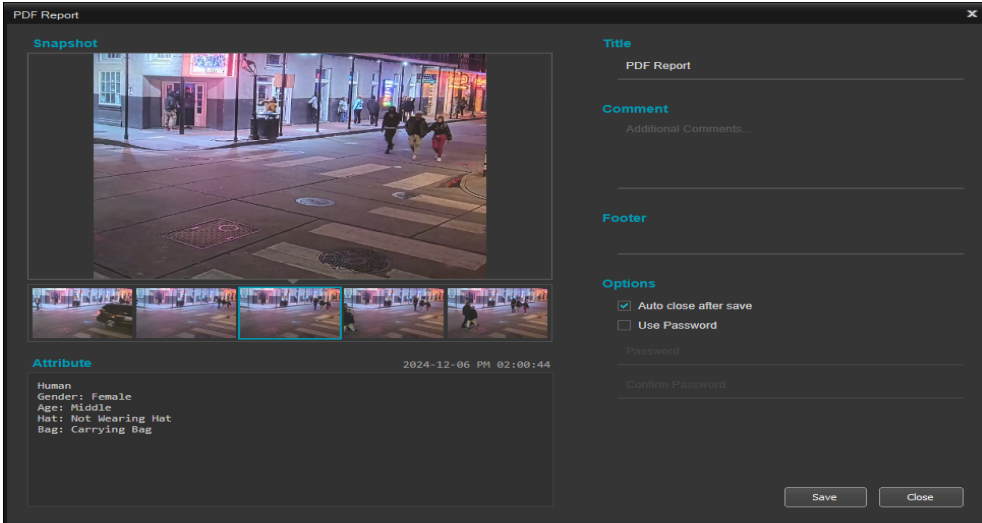 PDF Report
Snapshot
Title
PDF Report
Comment
Additional Comments...
Footer
Options
Auto close after save
Use Password
Password
Confirm Password
Attribute
2024-12-06 PM 02:00:44
Human
Gender: Female
Age: Middle
Hat: Not Wearing Hat
Bag: Carrying Bag
Save
Close